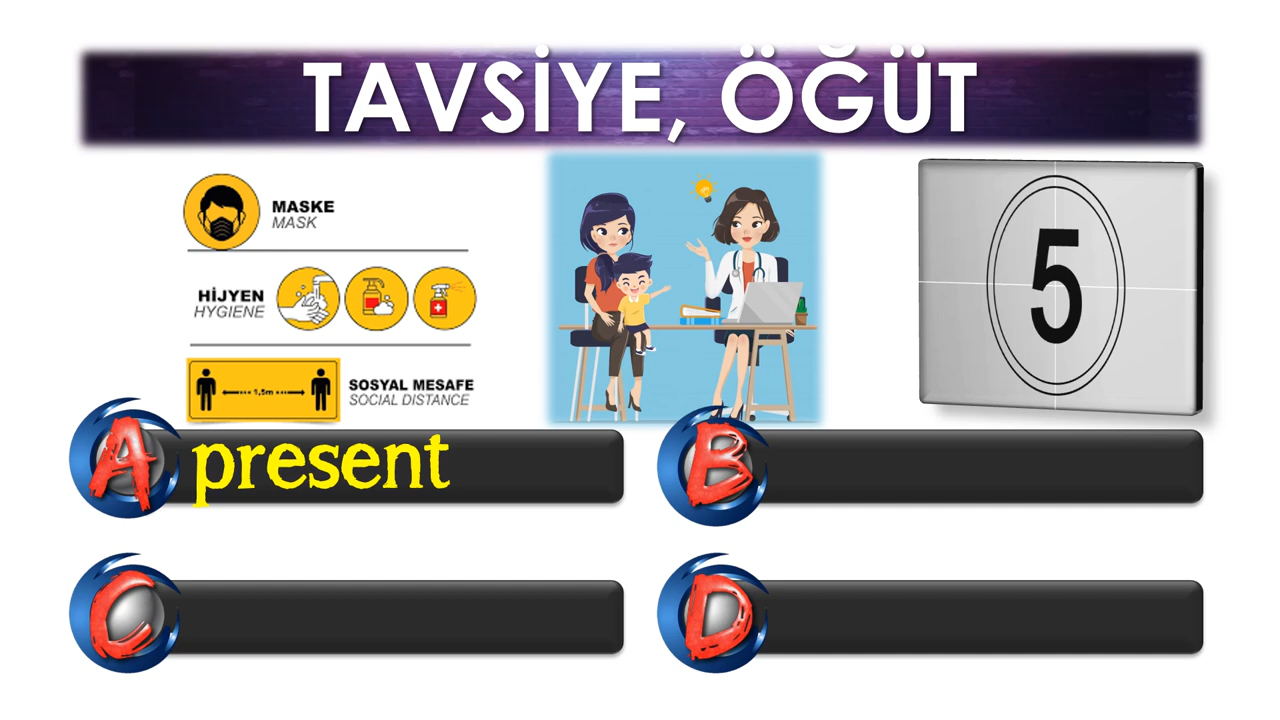 TAVSİYE, ÖĞÜT
MASKE
MASK
HİJYEN
HYGIENE
1,5m
SOSYAL MESAFE
SOCIAL DISTANCE
5
A present
B
C
D